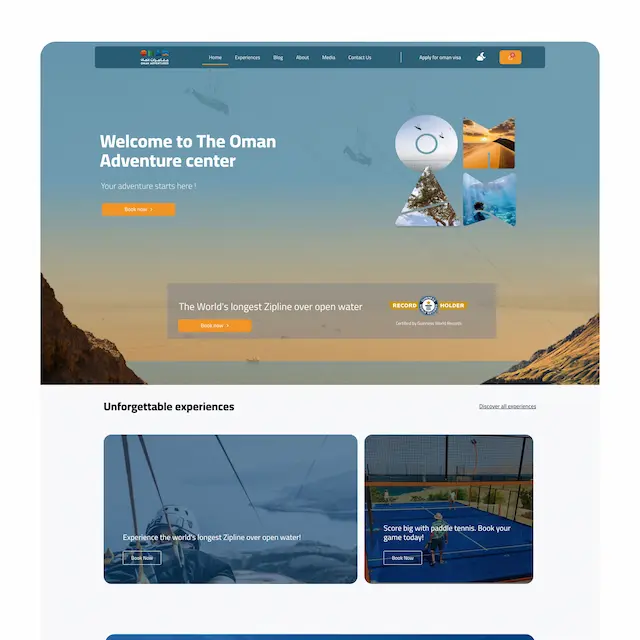 OMAN ADVENTURES
Home Experiences Blog About Media Contact Us Apply for oman visa
Welcome to The Oman
Adventure center
Your adventure starts here !
Book now >
The World's longest Zipline over open water
RECORD HOLDER
Book now >
Certified by Guinness World Records
Unforgettable experiences
Discover all experiences
Experience the world's longest Zipline over open water!
Book Now
Score big with paddle tennis. Book your
game today!
Book Now